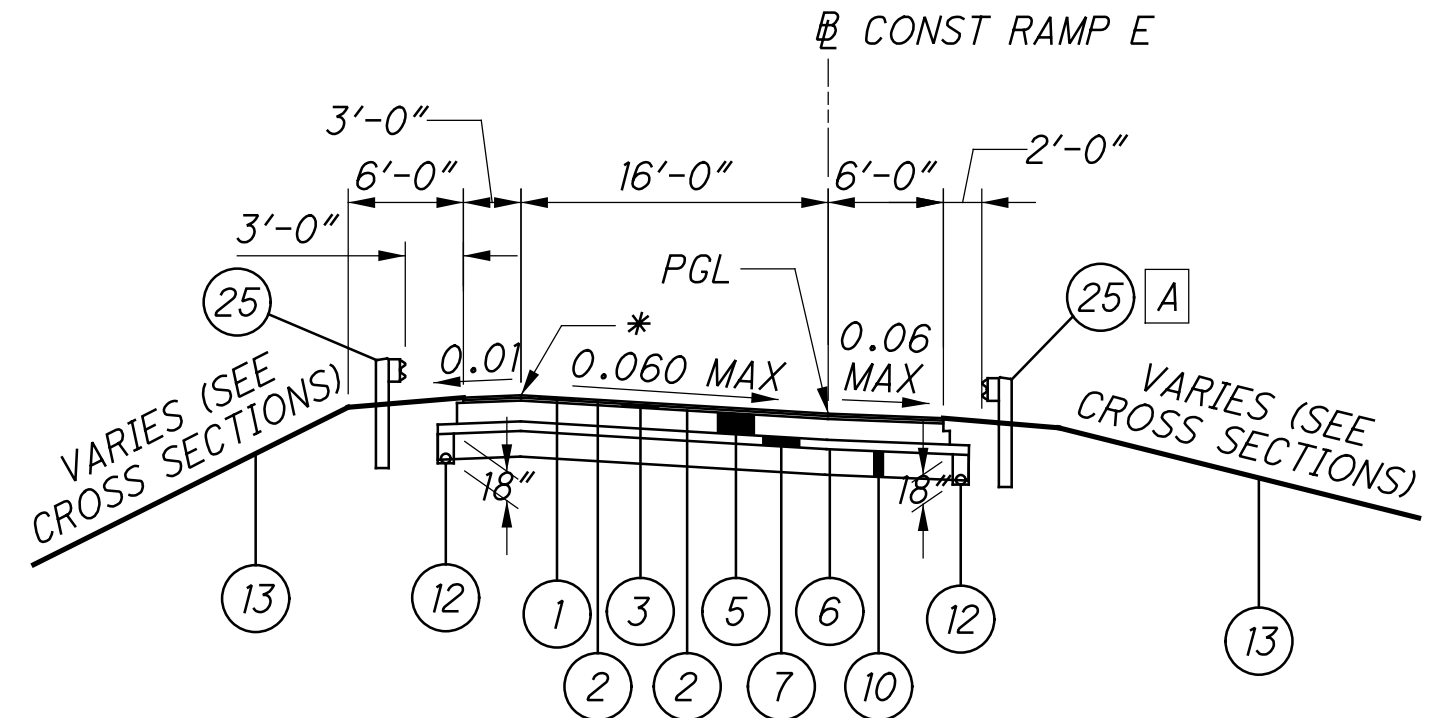 ⅊ CONST RAMP E
3'-0"
2'-0"
6'-0"
16'-0"
6'-0"
3'-0"
PGL
25
25
A
*
0.01
0.060 MAX
0.06
MAX
VARIES (SEE
CROSS SECTIONS)
VARIES (SEE
CROSS SECTIONS)
18"
18"
13
12
1
3
5
6
12
13
2
2
7
10